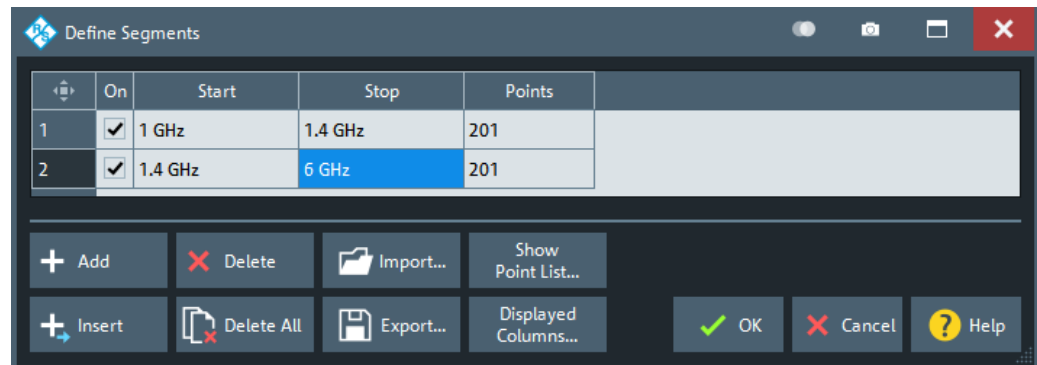 R&S Define Segments
On Start Stop Points
1 1 GHz 1.4 GHz 201
2 1.4 GHz 6 GHz 201
+ Add Delete Import... Show
Point List...
+ Insert Delete All Export... Displayed
Columns... OK Cancel ? Help